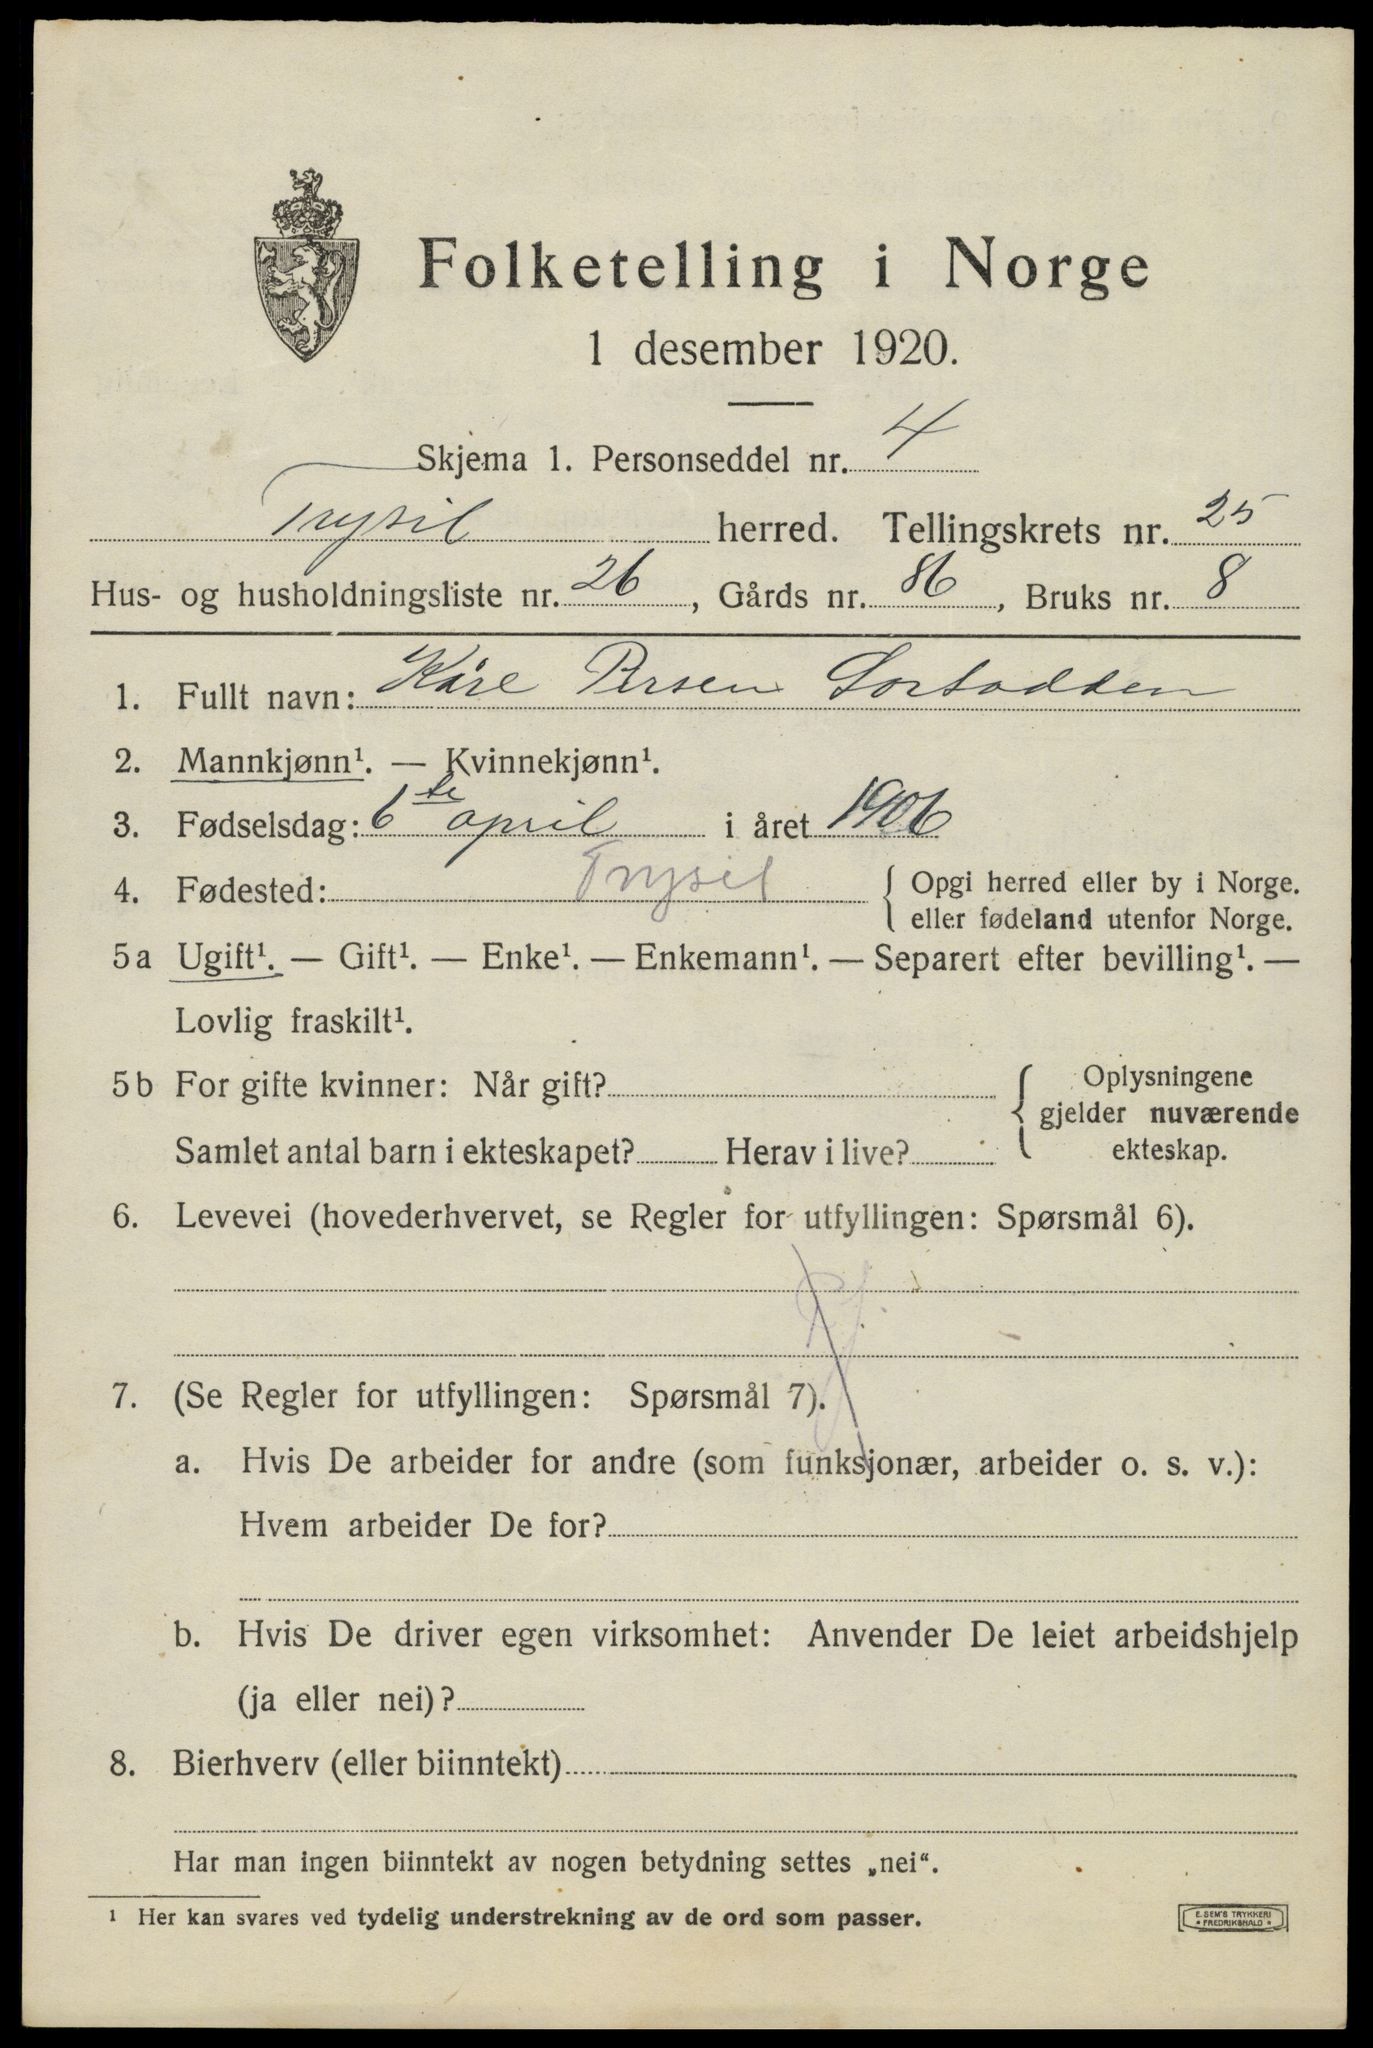 Folketelling i Norge
1 desember 1920.
Skjema 1. Personseddel nr. 4
Trysil herred. Tellingskrets nr. 25
Hus- og husholdningsliste nr. 26, Gårds nr. 86, Bruks nr. 8
1. Fullt navn: Kåre Persen
2. Mannkjønn¹. — Kvinnekjønn¹.
3. Fødselsdag: 6te april i året 1906
4. Fødested: Trysil { Opgi herred eller by i Norge.
eller fødeland utenfor Norge.
5a Ugift¹. — Gift¹. — Enke¹. — Enkemann¹. — Separert efter bevilling¹. —
Lovlig fraskilt¹.
5b For gifte kvinner: Når gift? { Oplysningene
gjelder nuværende
ekteskap.
Samlet antal barn i ekteskapet? Herav i live?
6. Levevei (hovederhvervet, se Regler for utfyllingen: Spørsmål 6).
7. (Se Regler for utfyllingen: Spørsmål 7).
a. Hvis De arbeider for andre (som funksjonær, arbeider o. s. v.):
Hvem arbeider De for?
b. Hvis De driver egen virksomhet: Anvender De leiet arbeidshjelp
(ja eller nei)?
8. Bierhverv (eller biinntekt)
Har man ingen biinntekt av nogen betydning settes „nei“.
¹ Her kan svares ved tydelig understrekning av de ord som passer.
E. SEM'S TRYKKERI
* FREDRIKSHALD *